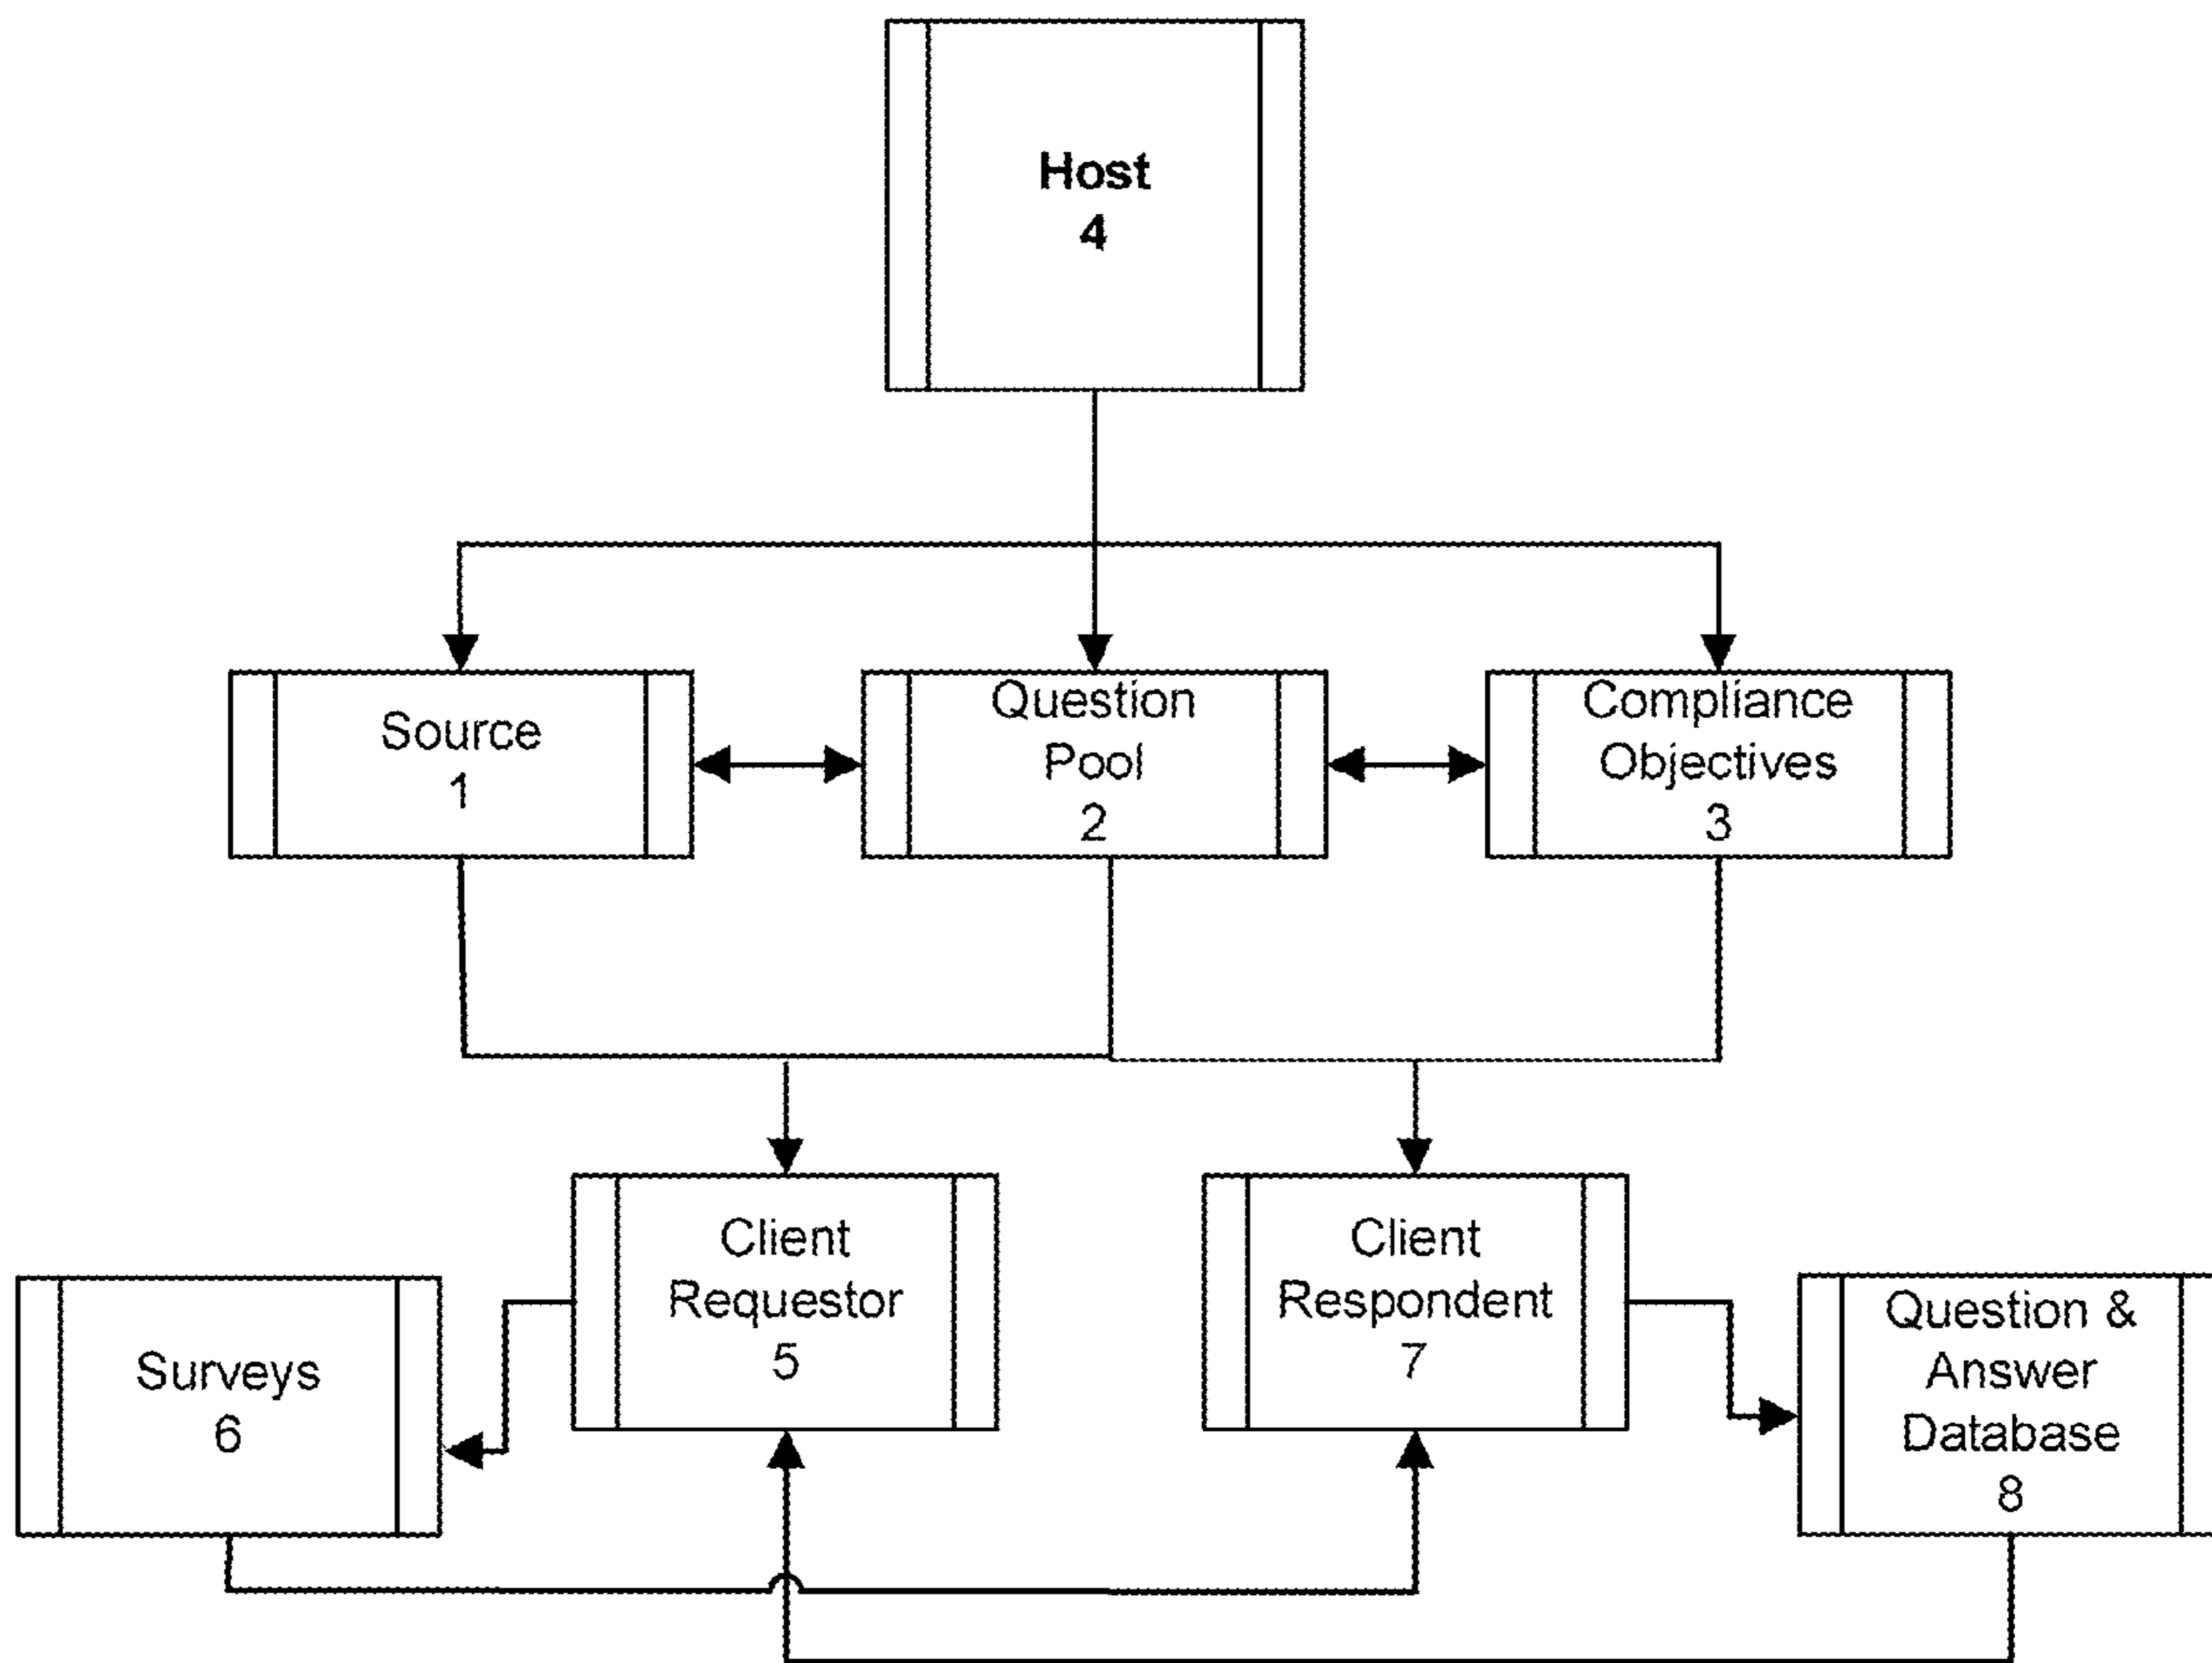 Host
4
Source
1
Question
Pool
2
Compliance
Objectives
3
Client
Requestor
5
Client
Respondent
7
Surveys
6
Question &
Answer
Database
8